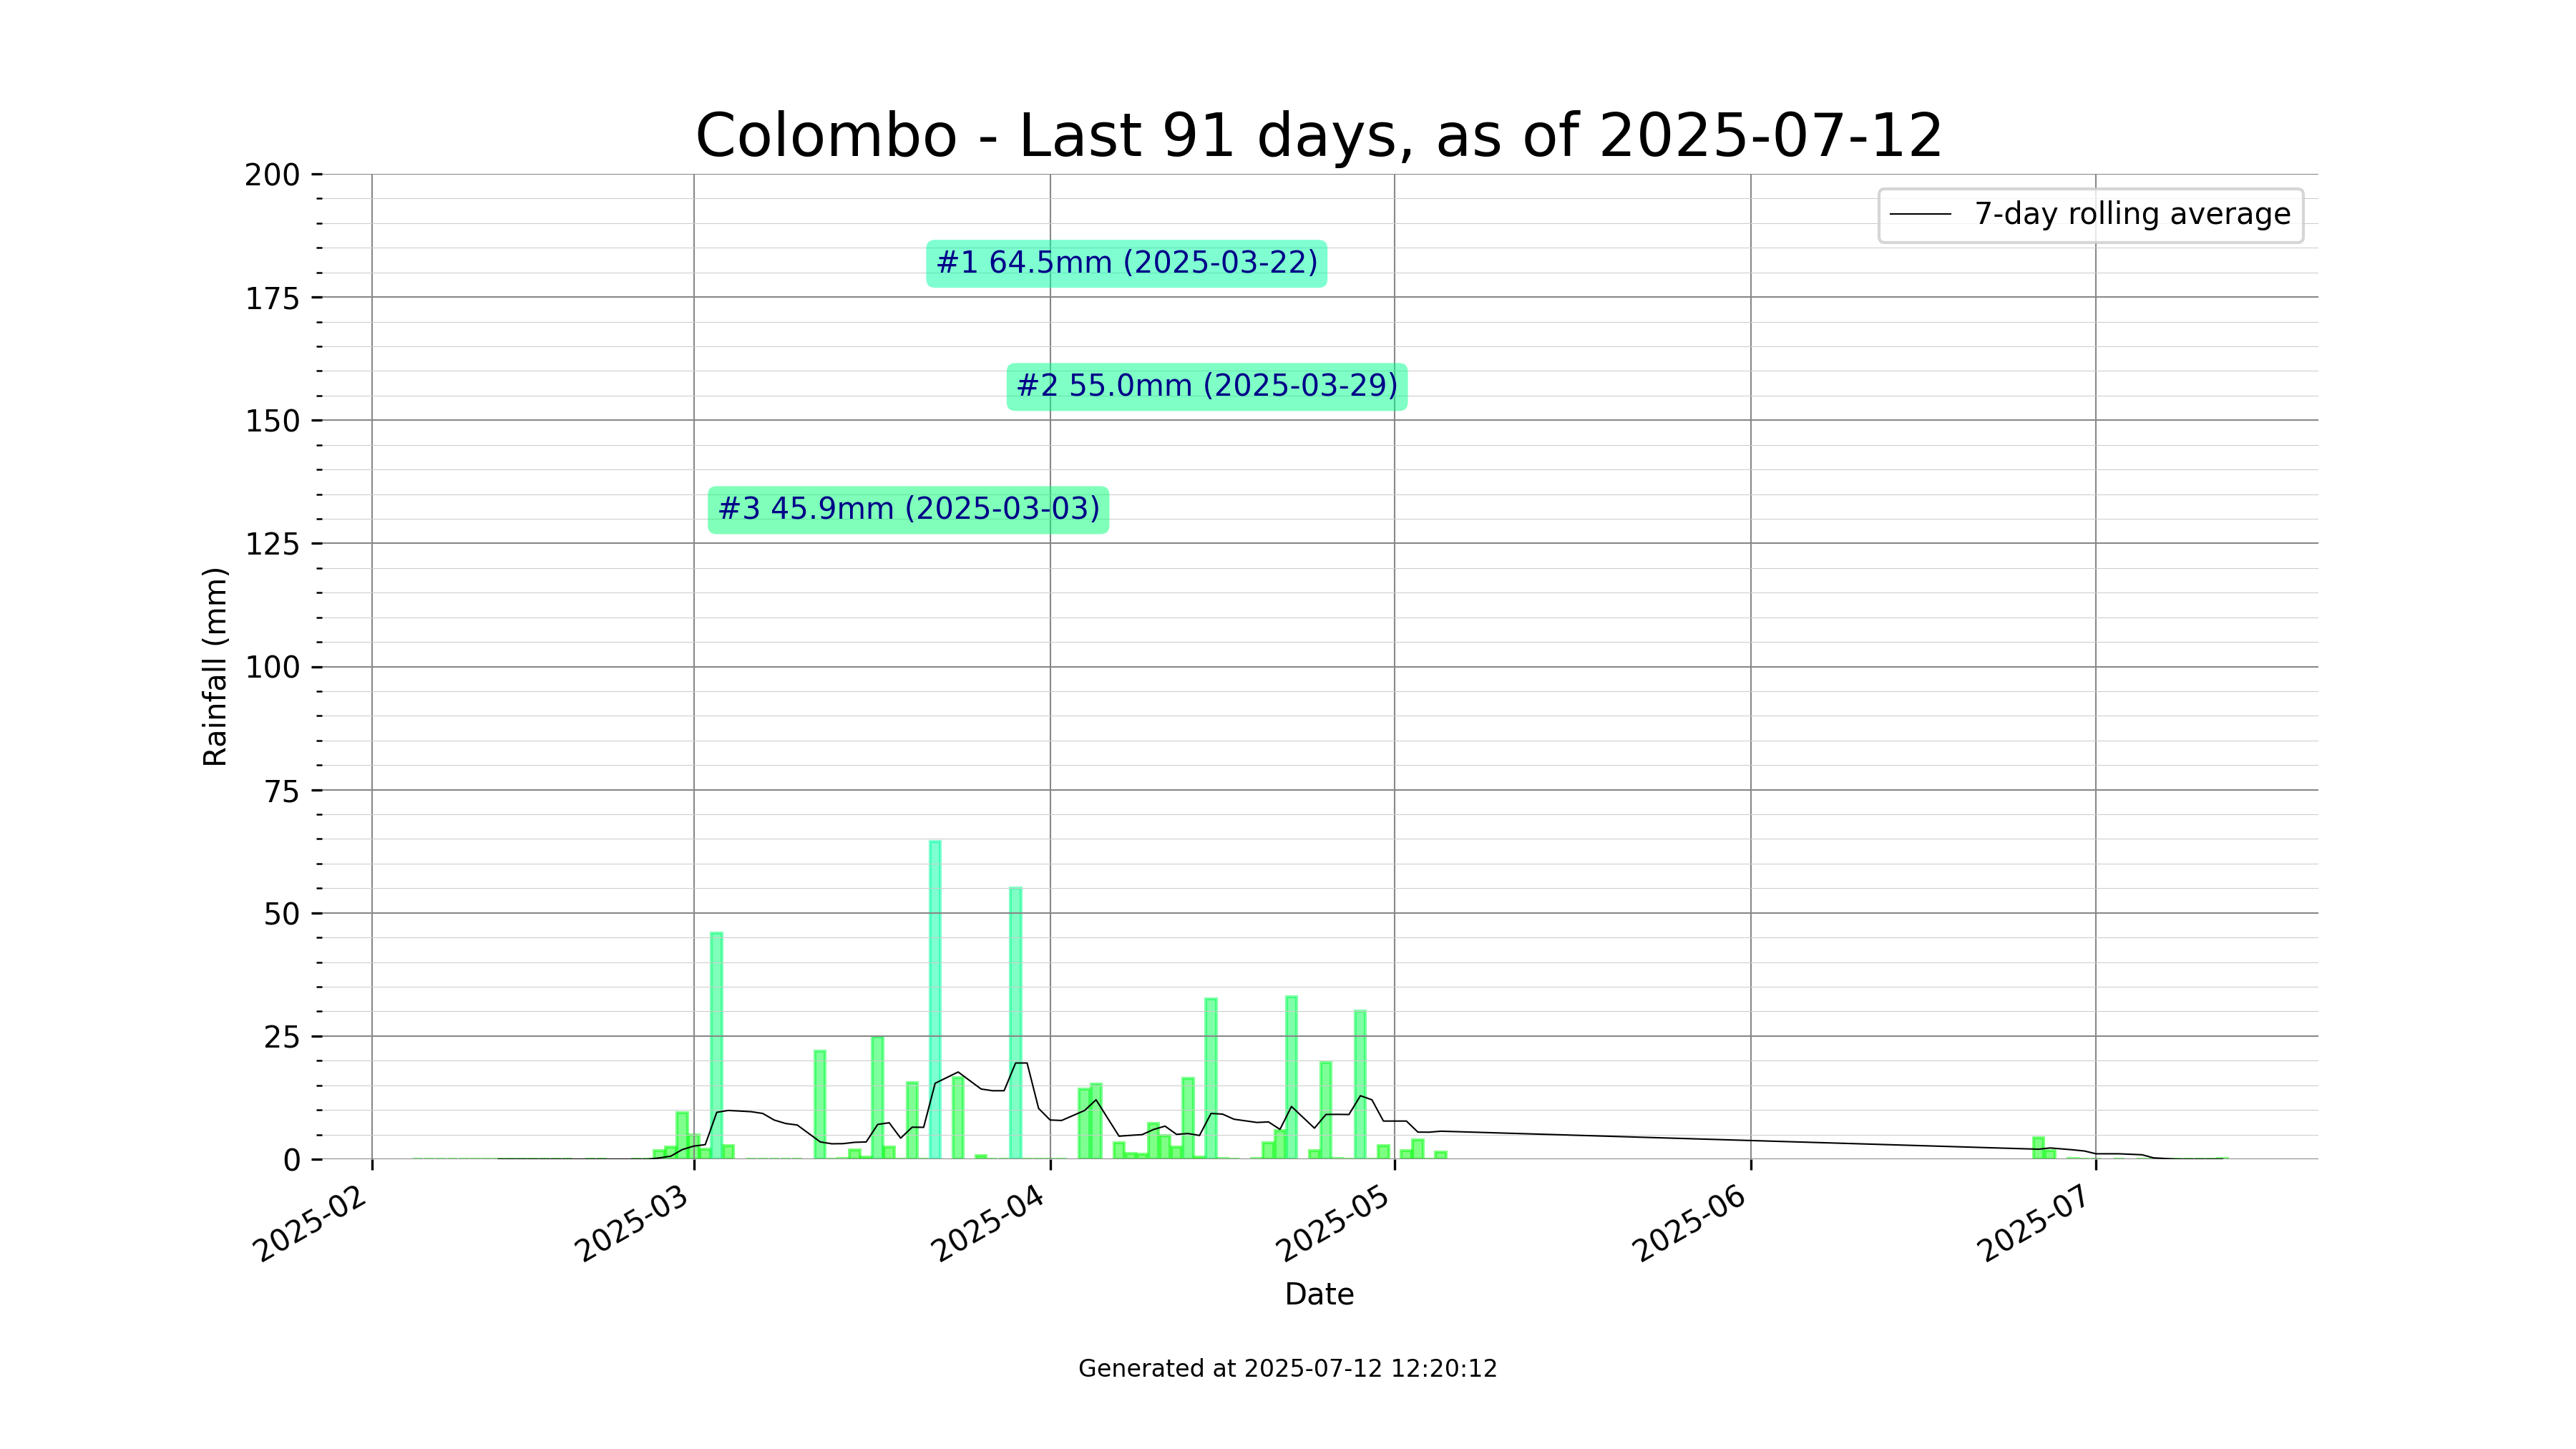 Colombo - Last 91 days, as of 2025-07-12
7-day rolling average
#1 64.5mm (2025-03-22)
#2 55.0mm (2025-03-29)
#3 45.9mm (2025-03-03)
Rainfall (mm)
200
175
150
125
100
75
50
25
0
2025-02
2025-03
2025-04
2025-05
2025-06
2025-07
Date
Generated at 2025-07-12 12:20:12